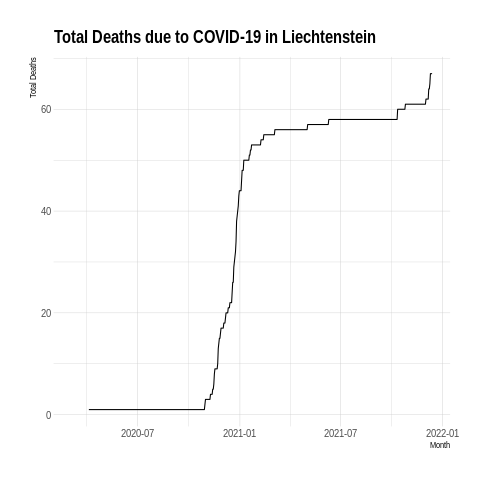 Total Deaths due to COVID-19 in Liechtenstein
Total Deaths
60
40
20
0
2020-07 2021-01 2021-07 2022-01
Month